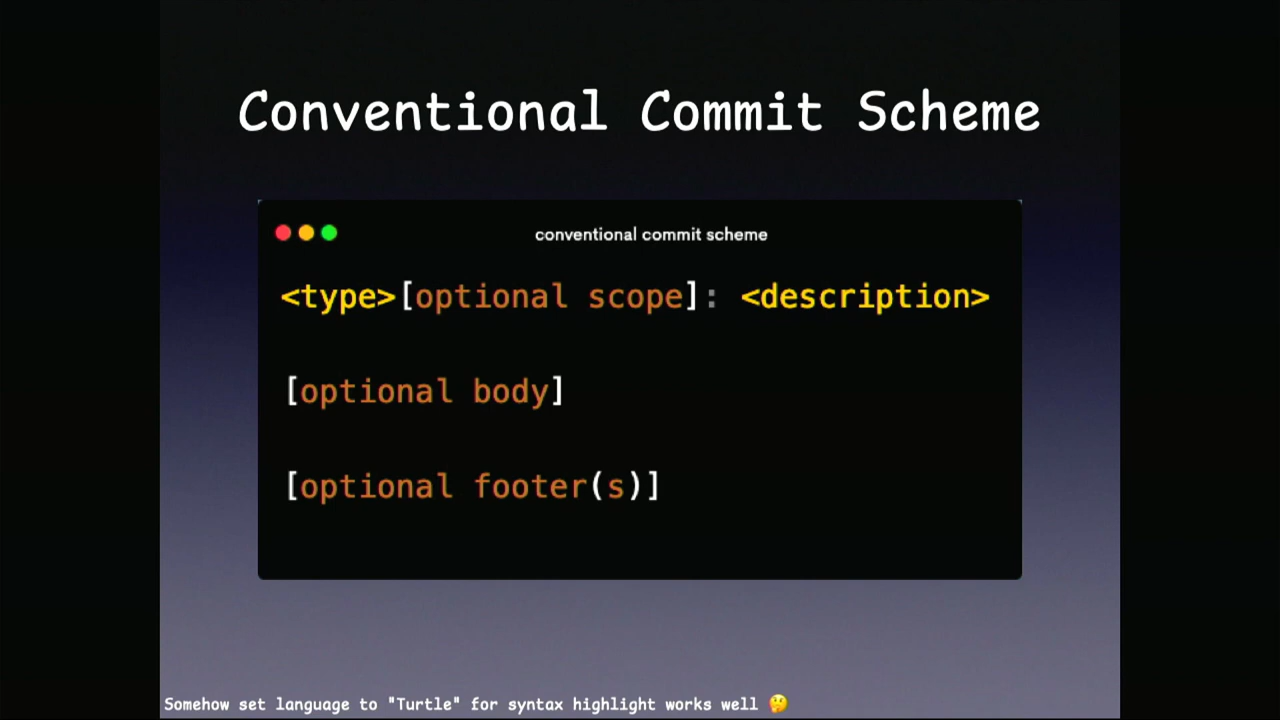 Conventional Commit Scheme
conventional commit scheme
<type>[optional scope]: <description>
[optional body]
[optional footer(s)]
Somehow set language to "Turtle" for syntax highlight works well 🤔